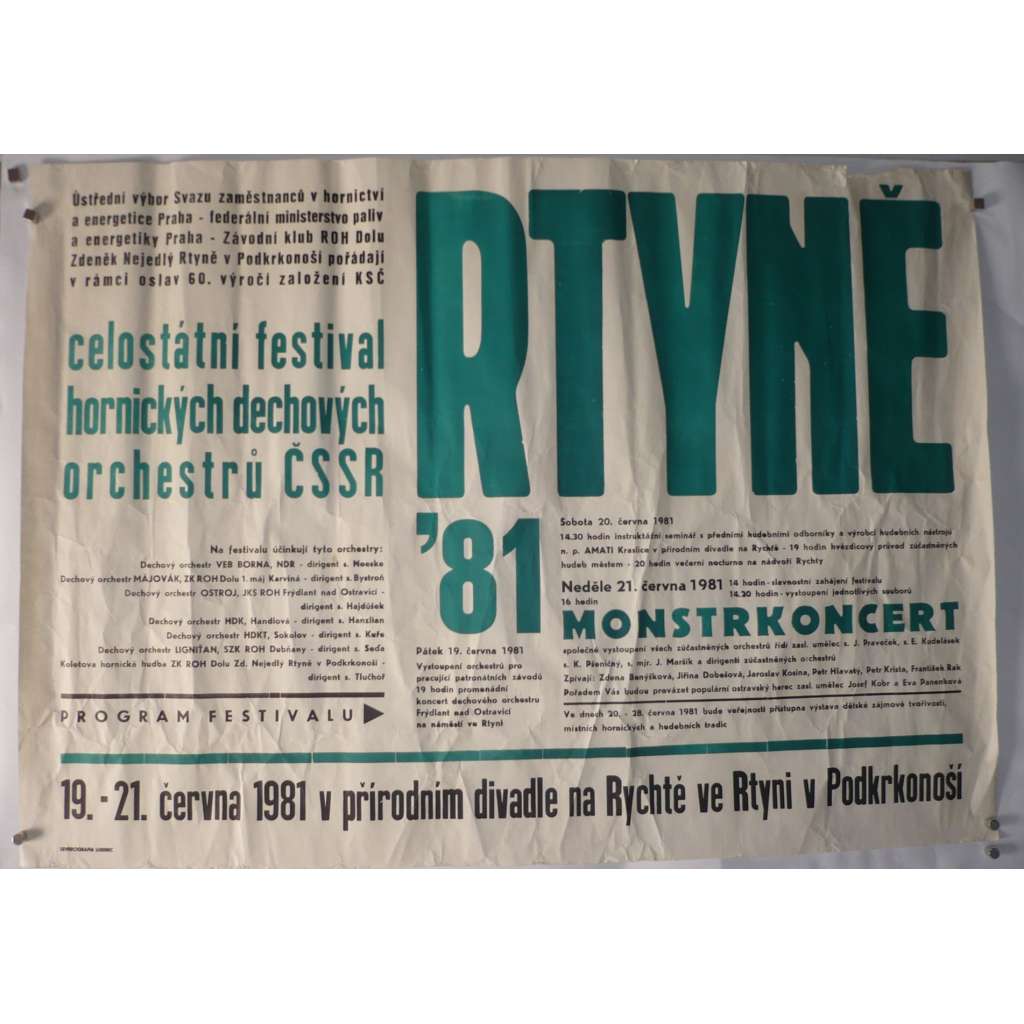 Ústřední výbor Svazu zaměstnanců v hornictví
a energetice Praha - federální ministerstvo paliv
a energetiky Praha - Závodní klub ROH Dolu
Zdeněk Nejedlý Rtyně v Podkrkonoší pořádají
v rámci oslav 60. výročí založení KSČ
celostátní festival
hornických dechových
orchestrů ČSSR
RTYNĚ
'81
Na festivalu účinkují tyto orchestry:
Dechový orchestr VEB BORNA, NDR - dirigent s. Neeske
Dechový orchestr MÁJOVÁK, ZK ROH Dolu 1. máj Karviná - dirigent s. Bystroň
Dechový orchestr OSTROJ, JKS ROH Frýdlant nad Ostravicí -
dirigent s. Hajdůšek
Dechový orchestr HDK, Handlová - dirigent s. Hanzlian
Dechový orchestr HDKT, Sokolov - dirigent s. Kuře
Dechový orchestr LIGNITAN, SZK ROH Dubňany - dirigent s. Seďa
Koletova hornická hudba ZK ROH Dolu Zd. Nejedlý Rtyně v Podkrkonoší -
dirigent s. Tlučhoř
PROGRAM FESTIVALU
Pátek 19. června 1981
Vystoupení orchestrů pro
pracující patronátních závodů
19 hodin promenádní
koncert dechového orchestru
Frýdlant nad Ostravicí
na náměstí ve Rtyni
Sobota 20. června 1981
14.30 hodin instruktážní seminář s předními hudebními odborníky a výrobci hudebních nástrojů
n. p. AMATI Kraslice v přírodním divadle na Rychtě - 19 hodin hvězdicový průvod zúčastněných
hudeb městem - 20 hodin večerní nocturno na nádvoří Rychty
Neděle 21. června 1981 14 hodin - slavnostní zahájení festivalu
14.30 hodin - vystoupení jednotlivých souborů
16 hodin
MONSTRKONCERT
společné vystoupení všech zúčastněných orchestrů řídí zasl. umělec s. J. Praveček, s. E. Kudelásek
s. K. Pšeničný, s. mjr. J. Maršík a dirigenti zúčastněných orchestrů
Zpívají: Zdena Benýšková, Jiřina Dobešová, Jaroslav Kosina, Petr Hlavatý, Petr Krista, František Rak
Pořadem Vás bude provázet populární ostravský herec zasl. umělec Josef Kobr a Eva Panenková
Ve dnech 20. - 28. června 1981 bude veřejnosti přístupna výstava dětské zájmové tvořivosti,
místních hornických a hudebních tradic
19. - 21. června 1981 v přírodním divadle na Rychtě ve Rtyni v Podkrkonoší